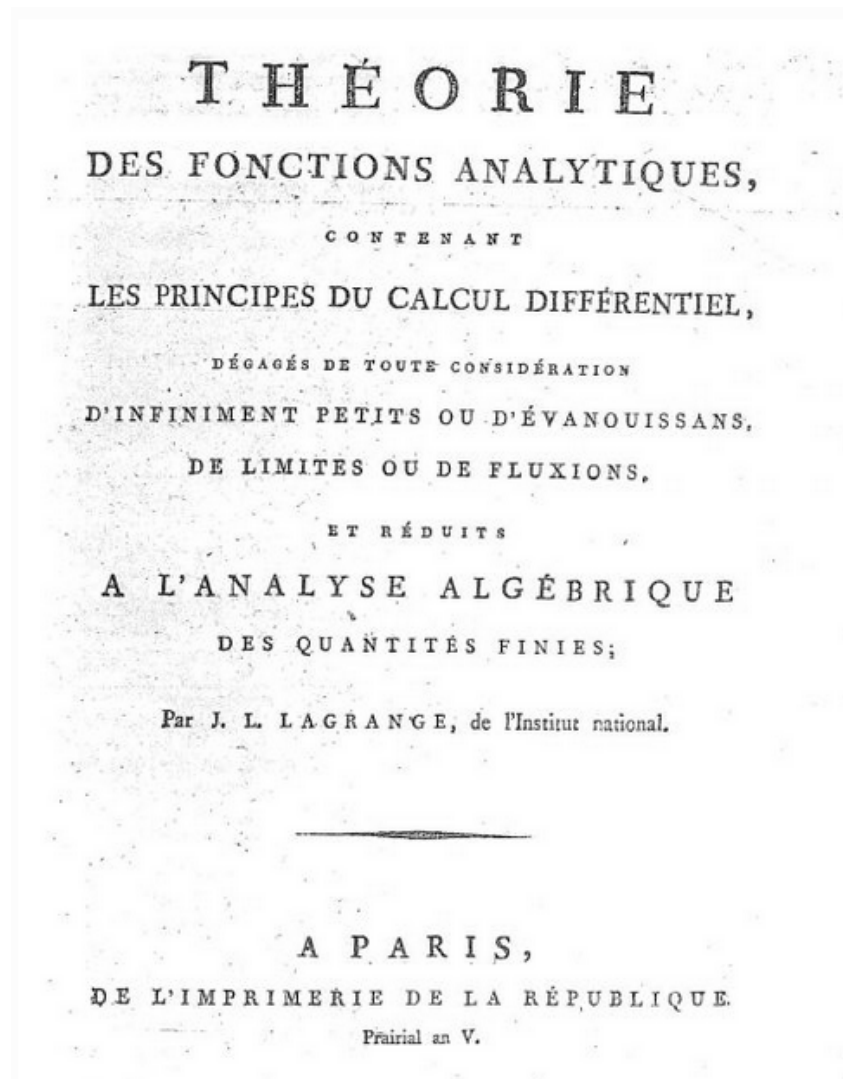 THÉORIE
DES FONCTIONS ANALYTIQUES,
CONTENANT
LES PRINCIPES DU CALCUL DIFFÉRENTIEL,
DÉGAGÉS DE TOUTE CONSIDÉRATION
D'INFINIMENT PETITS OU D'ÉVANOUISSANS,
DE LIMITES OU DE FLUXIONS,
ET RÉDUITS
A L'ANALYSE ALGÉBRIQUE
DES QUANTITÉS FINIES;
Par J. L. LAGRANGE, de l'Institut national.
A PARIS,
DE L'IMPRIMERIE DE LA RÉPUBLIQUE.
Prairial an V.